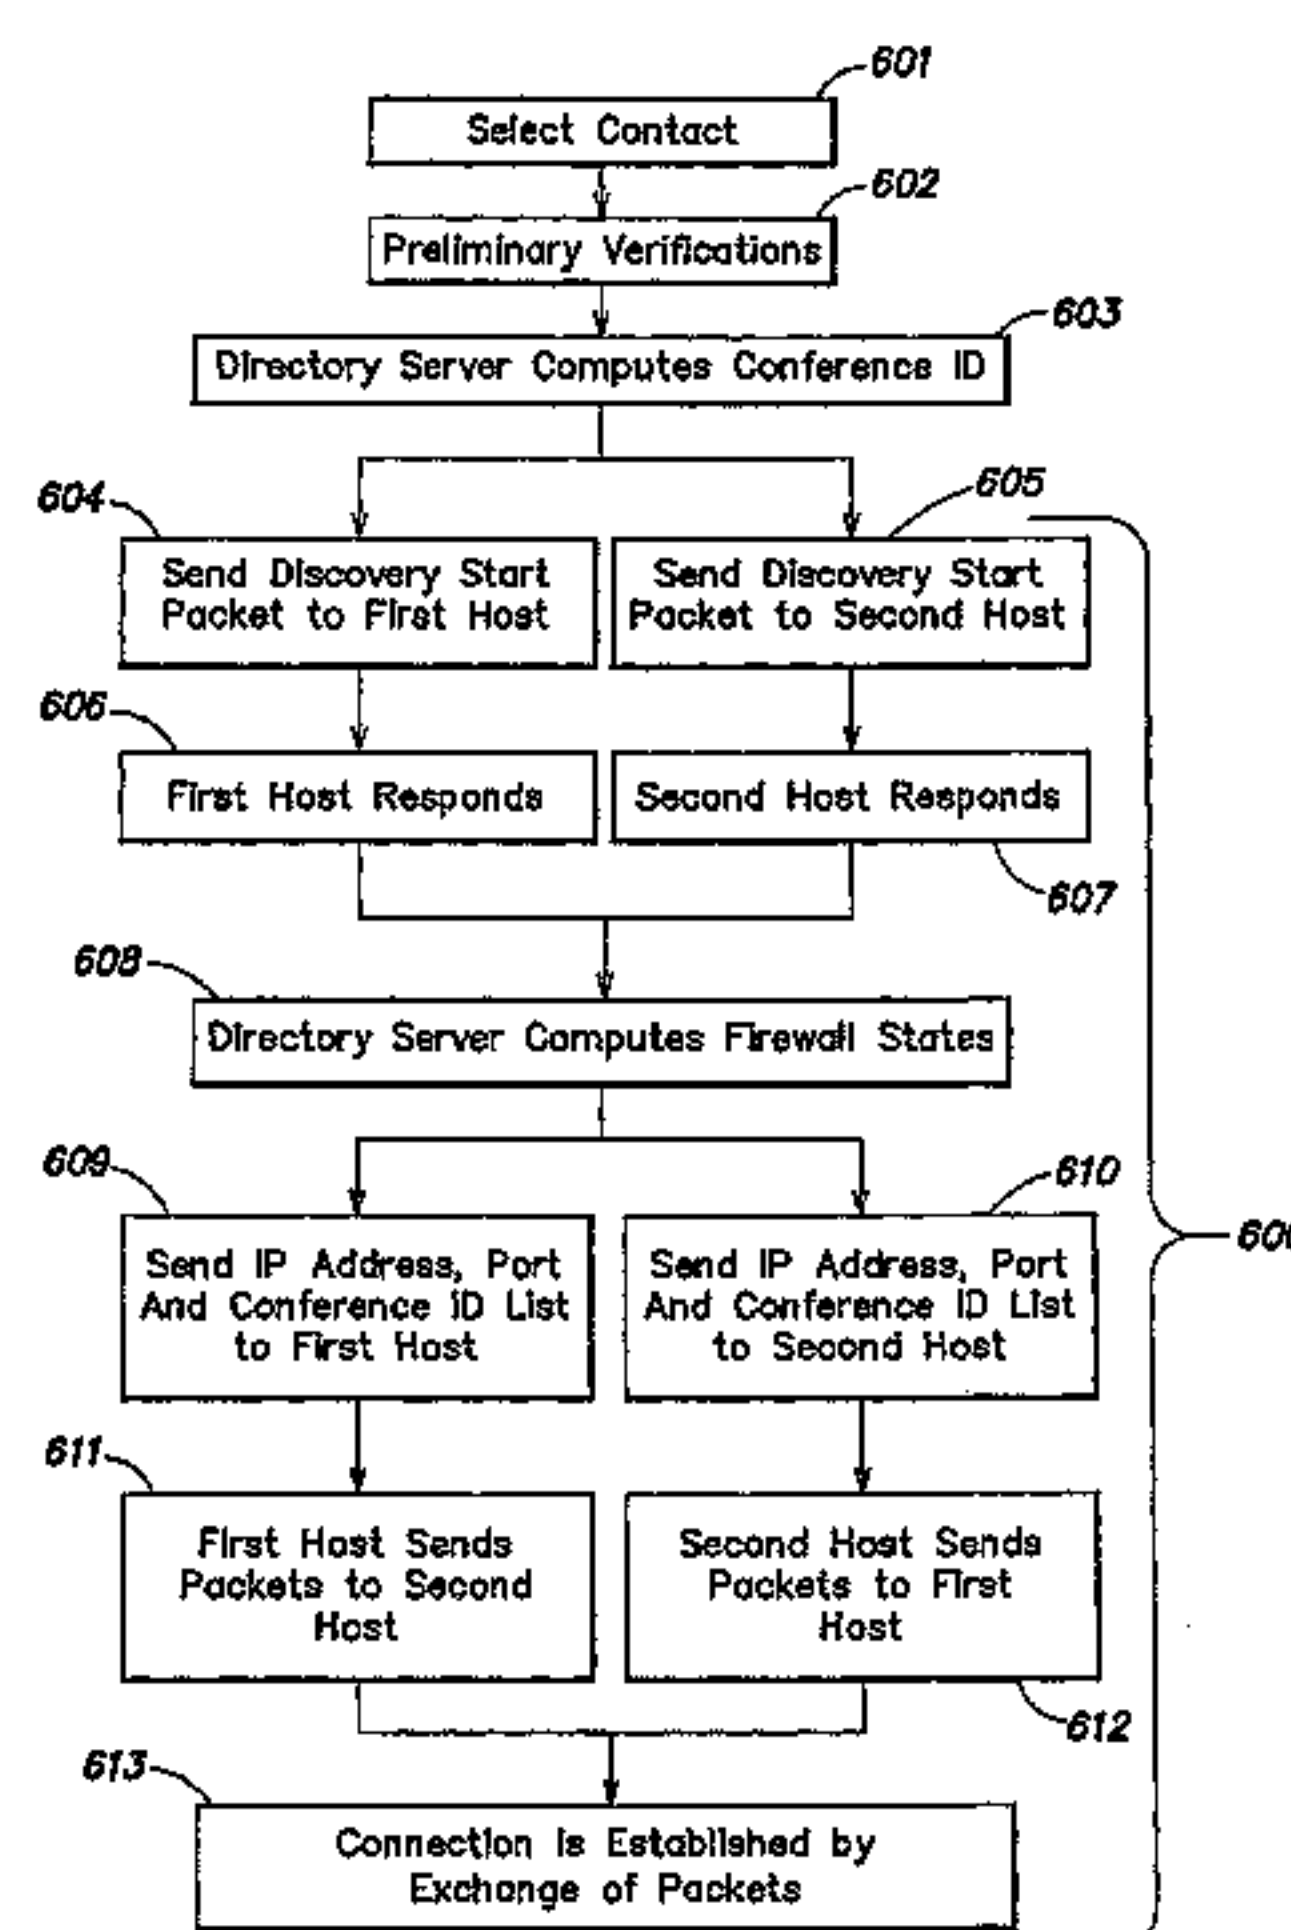 601
Select Contact
602
Preliminary Verifications
603
Directory Server Computes Conference ID
604
605
Send Discovery Start
Packet to First Host
Send Discovery Start
Packet to Second Host
606
First Host Responds
Second Host Responds
607
608
Directory Server Computes Firewall States
609
610
Send IP Address, Port
And Conference ID List
to First Host
Send IP Address, Port
And Conference ID List
to Second Host
611
First Host Sends
Packets to Second
Host
Second Host Sends
Packets to First
Host
612
613
Connection is Established by
Exchange of Packets